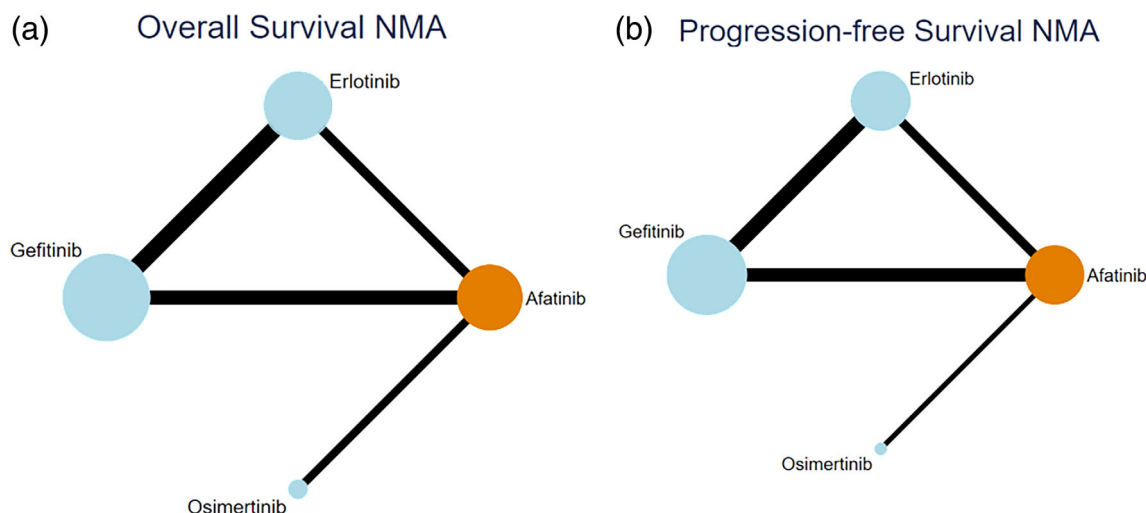 (a) Overall Survival NMA
Erlotinib
Gefitinib
Afatinib
Osimertinib
(b) Progression-free Survival NMA
Erlotinib
Gefitinib
Afatinib
Osimertinib